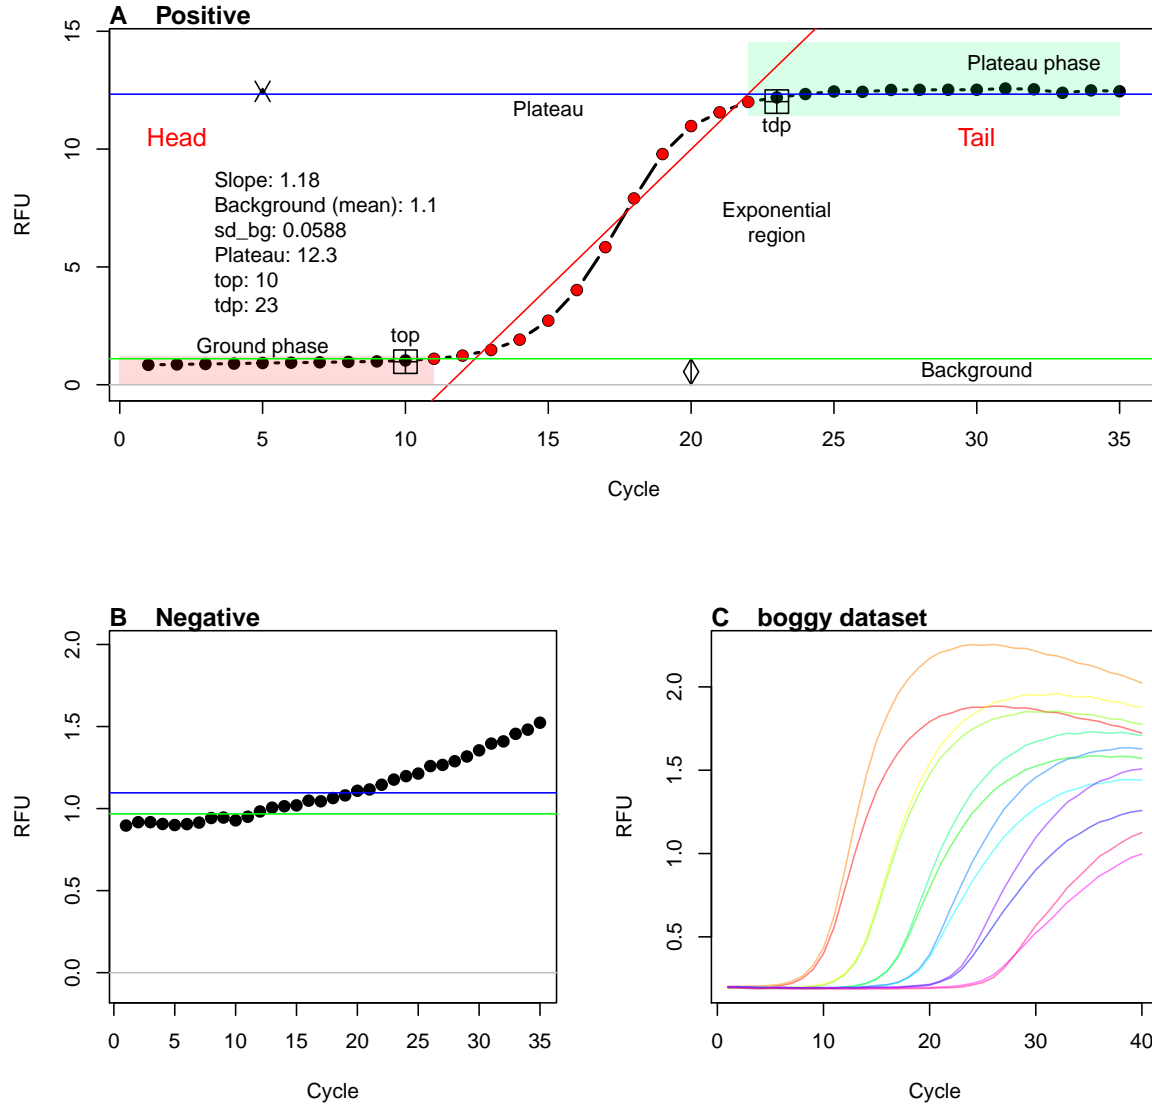 A Positive
15
10
5
0
RFU
Plateau phase
Plateau
tdp
Head
Tail
Slope: 1.18
Background (mean): 1.1
sd_bg: 0.0588
Plateau: 12.3
top: 10
tdp: 23
Exponential
region
top
Ground phase
Background
0 5 10 15 20 25 30 35
Cycle
B Negative
2.0
1.5
1.0
0.5
0.0
RFU
0 5 10 15 20 25 30 35
Cycle
C boggy dataset
2.0
1.5
1.0
0.5
RFU
0 10 20 30 40
Cycle